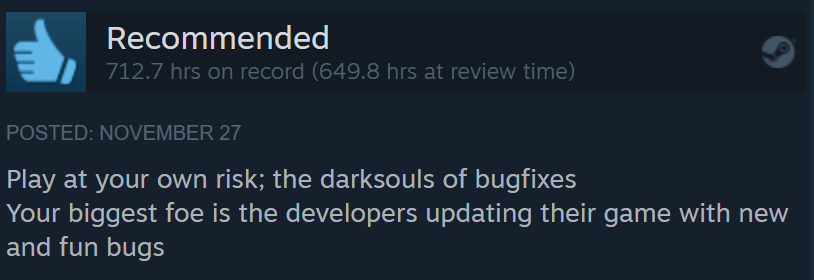 Recommended
712.7 hrs on record (649.8 hrs at review time)
POSTED: NOVEMBER 27
Play at your own risk; the darksouls of bugfixes
Your biggest foe is the developers updating their game with new
and fun bugs